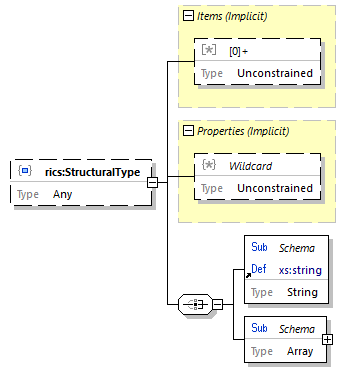 Items (Implicit)
[*] [0]+
Type Unconstrained
Properties (Implicit)
{*} Wildcard
Type Unconstrained
rics:StructuralType
Type Any
Sub Schema
Def xs:string
Type String
Sub Schema
Type Array